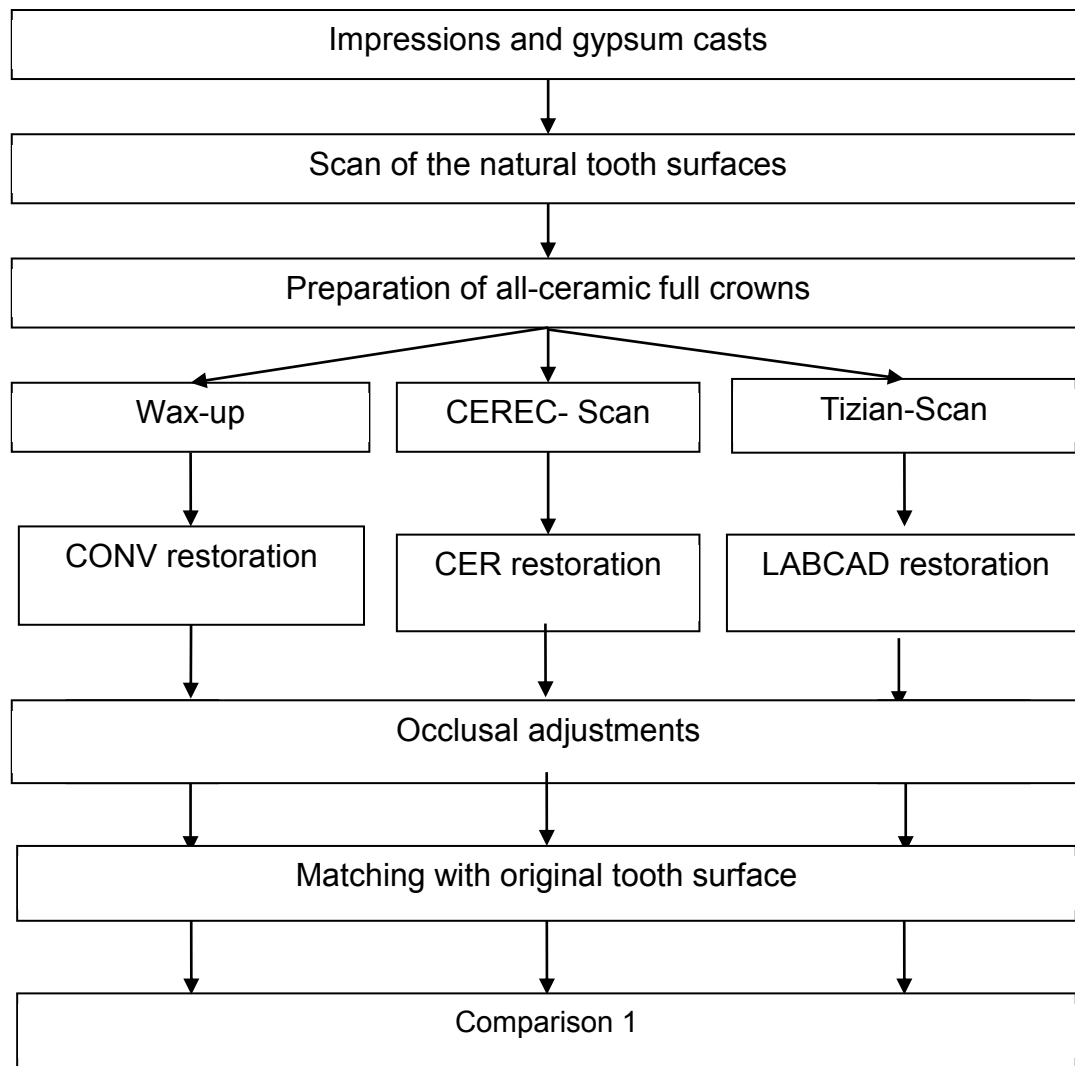 Impressions and gypsum casts
Scan of the natural tooth surfaces
Preparation of all-ceramic full crowns
Wax-up
CEREC- Scan
Tizian-Scan
CONV restoration
CER restoration
LABCAD restoration
Occlusal adjustments
Matching with original tooth surface
Comparison 1